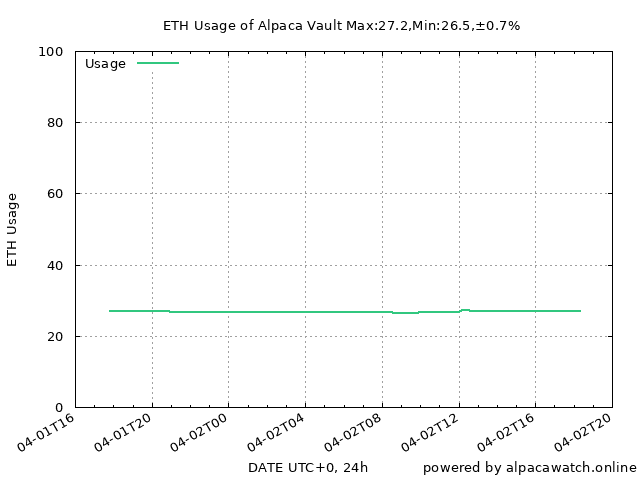 ETH Usage of Alpaca Vault Max:27.2,Min:26.5,±0.7%
Usage
ETH Usage
100
80
60
40
20
0
04-01T16
04-01T20
04-02T00
04-02T04
04-02T08
04-02T12
04-02T16
04-02T20
DATE UTC+0, 24h
powered by alpacawatch.online